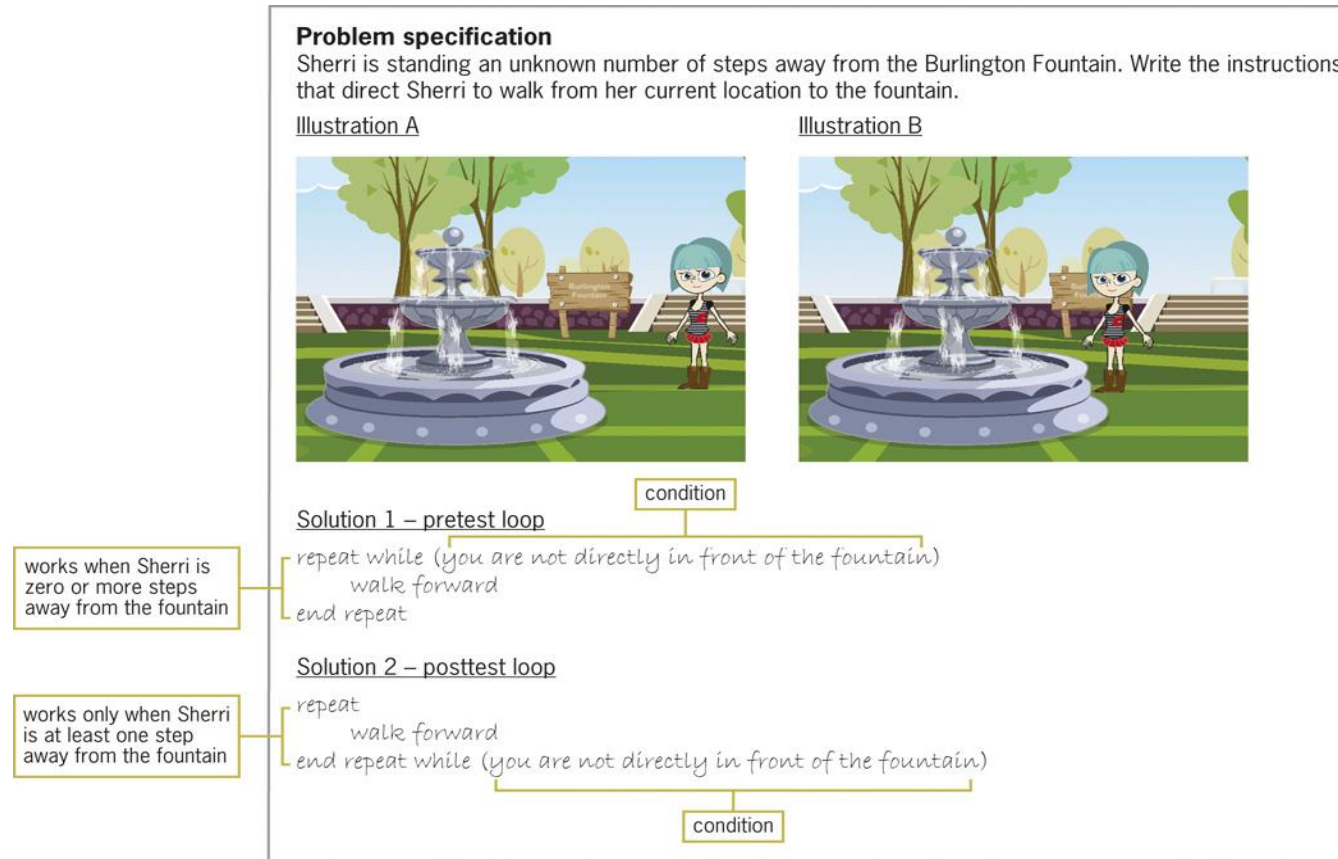 Problem specification
Sherri is standing an unknown number of steps away from the Burlington Fountain. Write the instructions
that direct Sherri to walk from her current location to the fountain.
Illustration A
Illustration B
Burlington
Fountain
Burlington
Fountain
condition
Solution 1 – pretest loop
works when Sherri is
zero or more steps
away from the fountain
repeat while (you are not directly in front of the fountain)
walk forward
end repeat
Solution 2 – posttest loop
works only when Sherri
is at least one step
away from the fountain
repeat
walk forward
end repeat while (you are not directly in front of the fountain)
condition